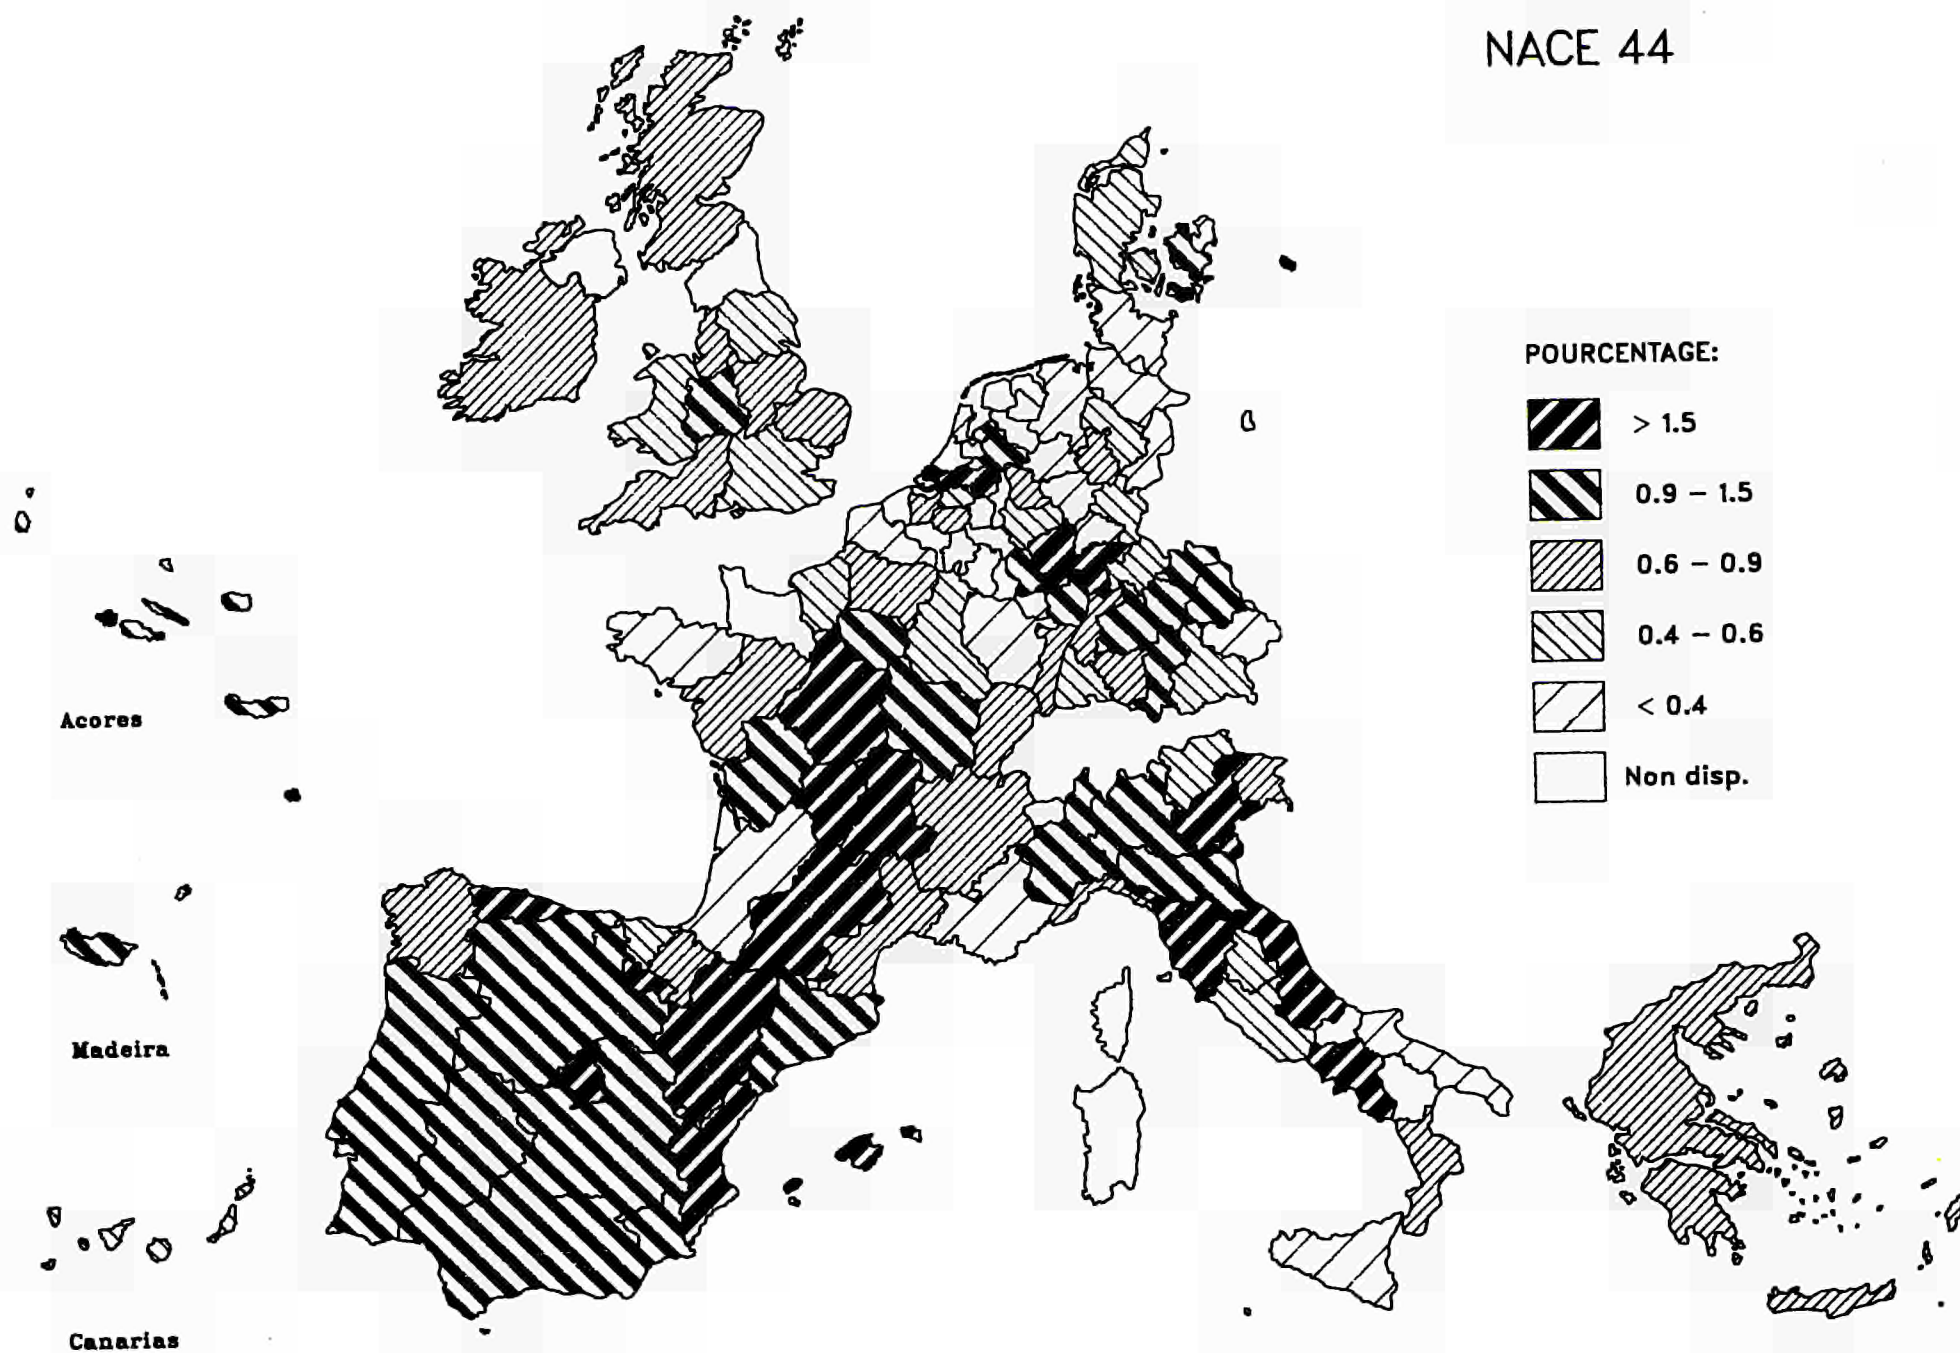 NACE 44
POURCENTAGE:
> 1.5
0.9 – 1.5
0.6 – 0.9
0.4 – 0.6
< 0.4
Non disp.
Acores
Madeira
Canarias